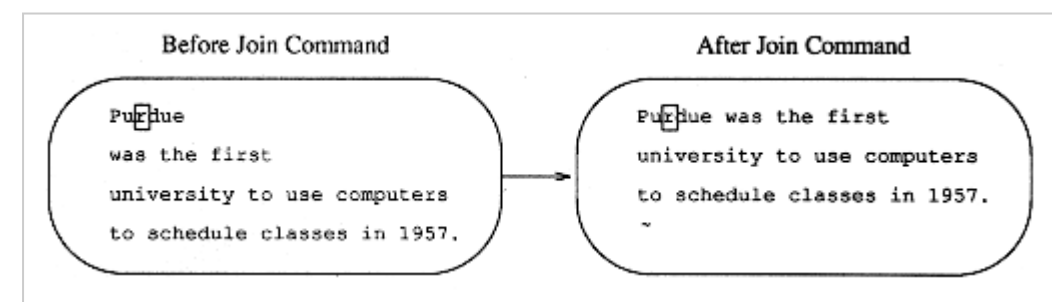 Before Join Command
Purdue
was the first
university to use computers
to schedule classes in 1957.
After Join Command
Purdue was the first
university to use computers
to schedule classes in 1957.
~